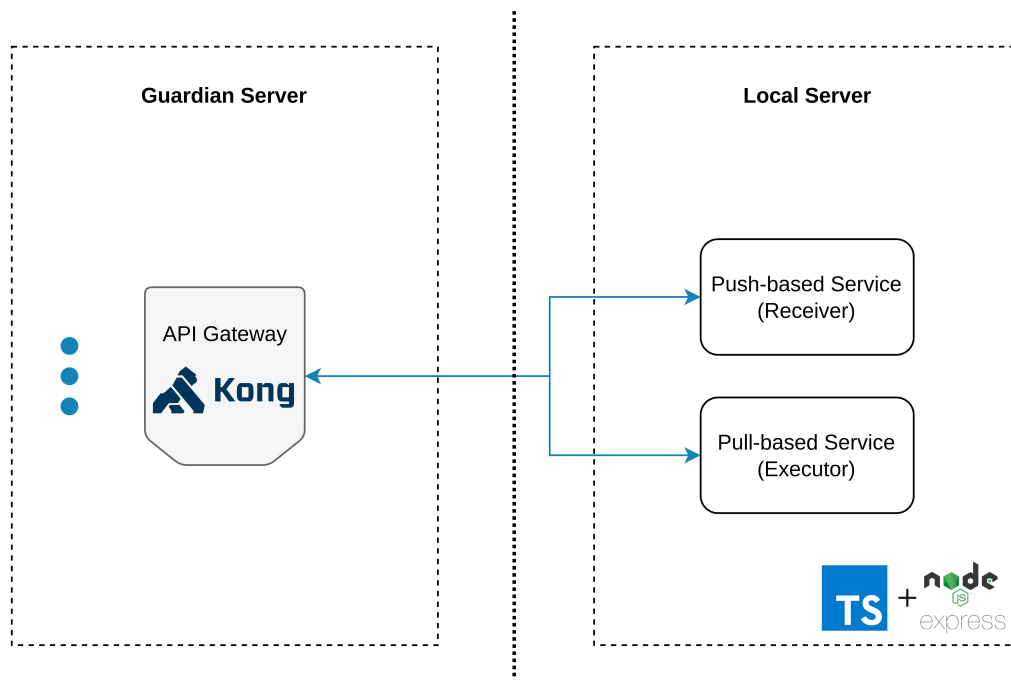 Guardian Server
Local Server
API Gateway
Kong
Push-based Service
(Receiver)
Pull-based Service
(Executor)
TS
+
node
JS
express